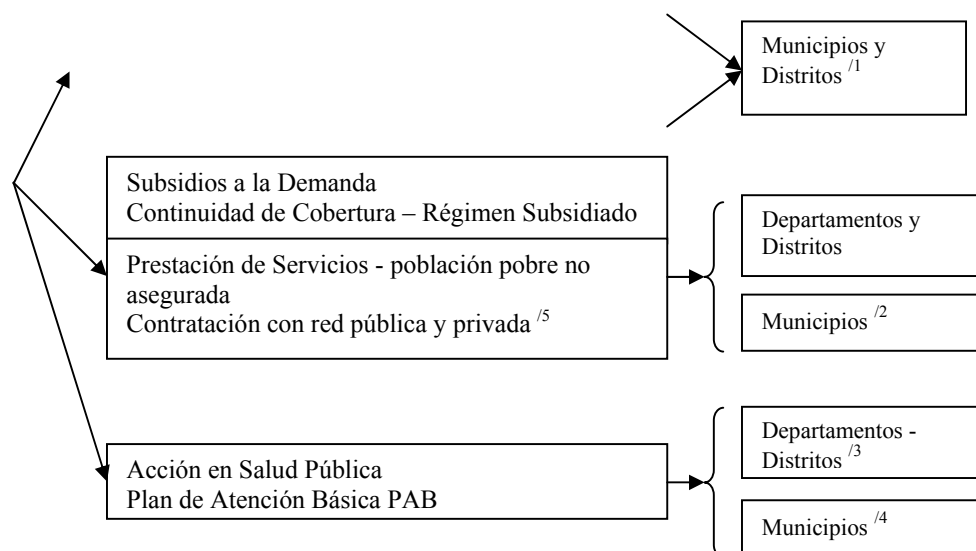 Municipios y
Distritos /1
Subsidios a la Demanda
Continuidad de Cobertura – Régimen Subsidiado
Departamentos y
Distritos
Prestación de Servicios - población pobre no
asegurada
Contratación con red pública y privada /5
Municipios /2
Departamentos -
Distritos /3
Acción en Salud Pública
Plan de Atención Básica PAB
Municipios /4